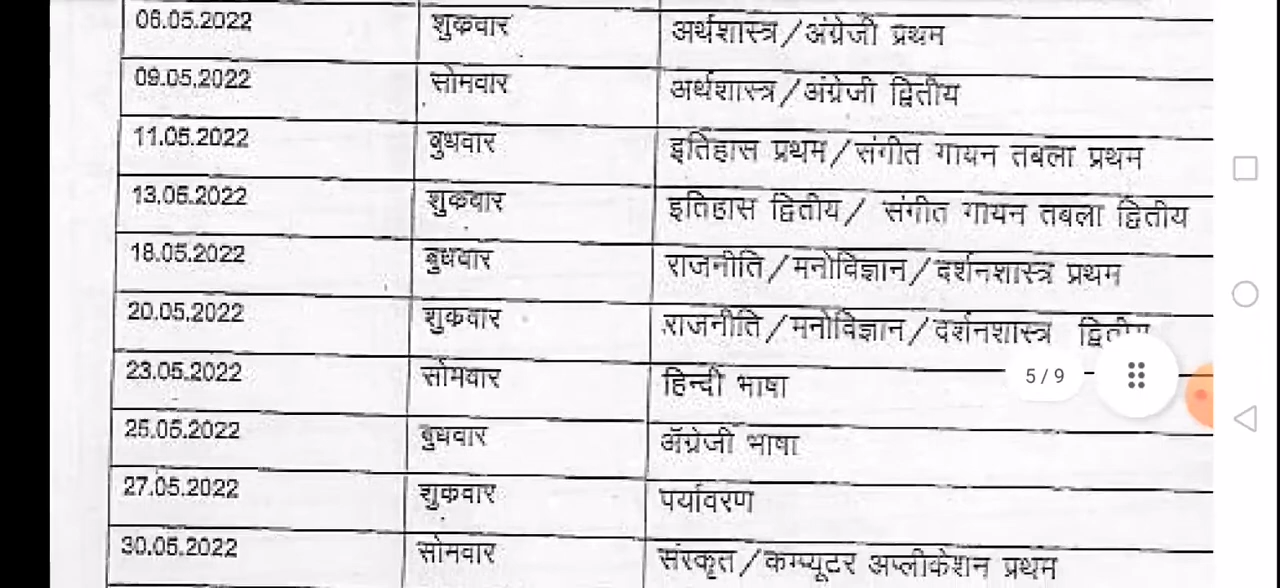 06.05.2022 शुक्रवार अर्थशास्त्र/अंग्रेजी प्रथम
09.05.2022 सोमवार अर्थशास्त्र/अंग्रेजी द्वितीय
11.05.2022 बुधवार इतिहास प्रथम/संगीत गायन तबला प्रथम
13.05.2022 शुक्रवार इतिहास द्वितीय/ संगीत गायन तबला द्वितीय
18.05.2022 बुधवार राजनीति/मनोविज्ञान/दर्शनशास्त्र प्रथम
20.05.2022 शुक्रवार राजनीति/मनोविज्ञान/दर्शनशास्त्र द्वितीय
5/9
23.05.2022 सोमवार हिन्दी भाषा
25.05.2022 बुधवार अँग्रेजी भाषा
27.05.2022 शुक्रवार पर्यावरण
30.05.2022 सोमवार संस्कृत/कम्प्यूटर अप्लीकेशन प्रथम